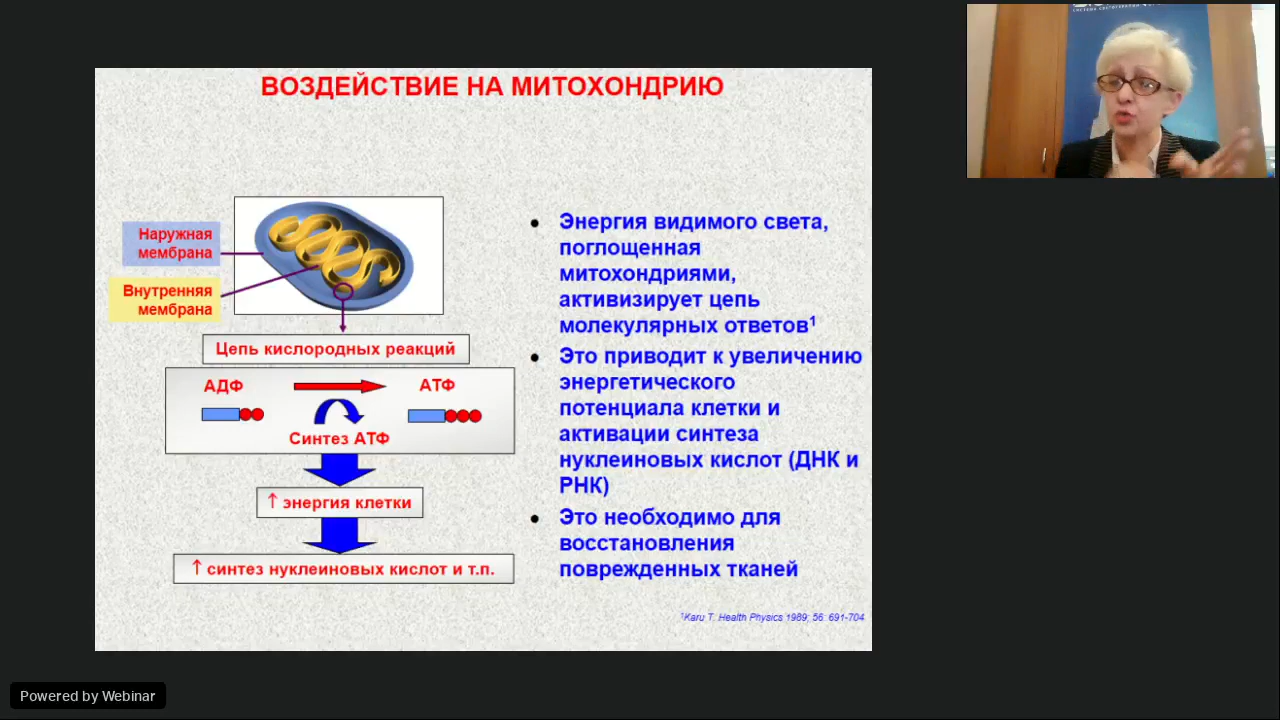 ВОЗДЕЙСТВИЕ НА МИТОХОНДРИЮ
Наружная
мембрана
Внутренняя
мембрана
Цепь кислородных реакций
АДФ
АТФ
Синтез АТФ
↑ энергия клетки
↑ синтез нуклеиновых кислот и т.п.
• Энергия видимого света,
поглощенная
митохондриями,
активизирует цепь
молекулярных ответов¹
• Это приводит к увеличению
энергетического
потенциала клетки и
активации синтеза
нуклеиновых кислот (ДНК и
РНК)
• Это необходимо для
восстановления
поврежденных тканей
¹Karu T. Health Physics 1989; 56: 691-704
Powered by Webinar